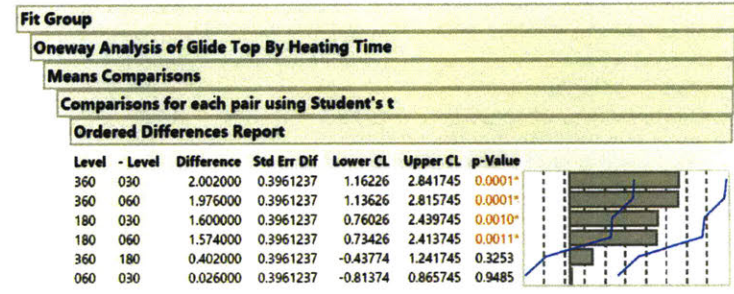 Fit Group
Oneway Analysis of Glide Top By Heating Time
Means Comparisons
Comparisons for each pair using Student's t
Ordered Differences Report
Level - Level Difference Std Err Dif Lower CL Upper CL p-Value
360 030 2.002000 0.3961237 1.16226 2.841745 0.0001*
360 060 1.976000 0.3961237 1.13626 2.815745 0.0001*
180 030 1.600000 0.3961237 0.76026 2.439745 0.0010*
180 060 1.574000 0.3961237 0.73426 2.413745 0.0011*
360 180 0.402000 0.3961237 -0.43774 1.241745 0.3253
060 030 0.026000 0.3961237 -0.81374 0.865745 0.9485